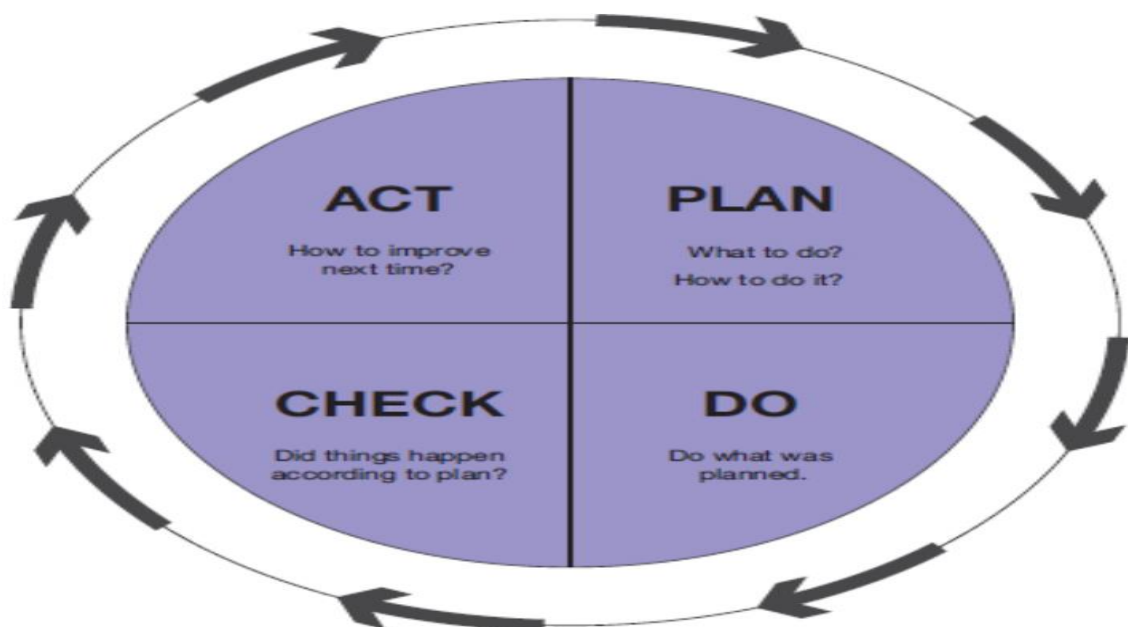 ACT
How to improve
next time?
PLAN
What to do?
How to do it?
CHECK
Did things happen
according to plan?
DO
Do what was
planned.